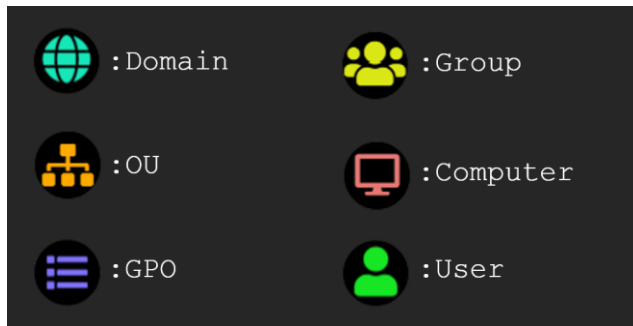 :Domain
:Group
:OU
:Computer
:GPO
:User